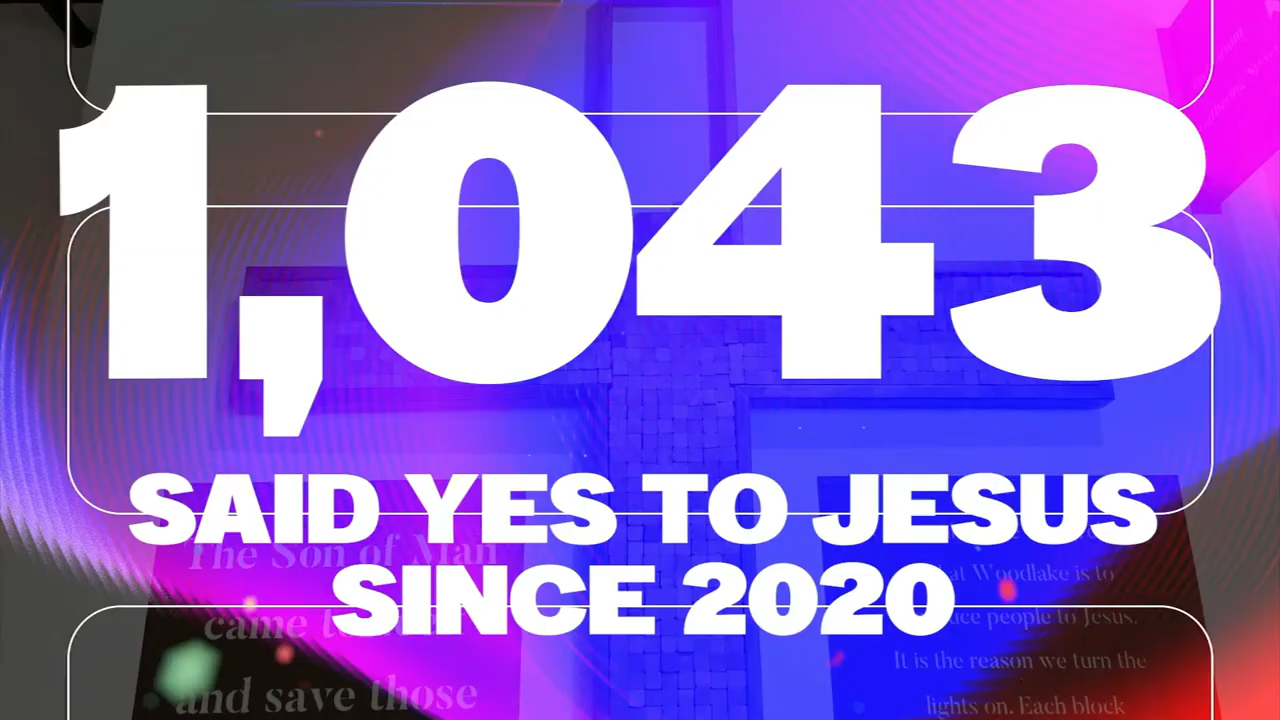 1,043
SAID YES TO JESUS
SINCE 2020
The Son of Man
came to
and save those
Woodlake is to
people to Jesus.
It is the reason we turn the
lights on. Each block